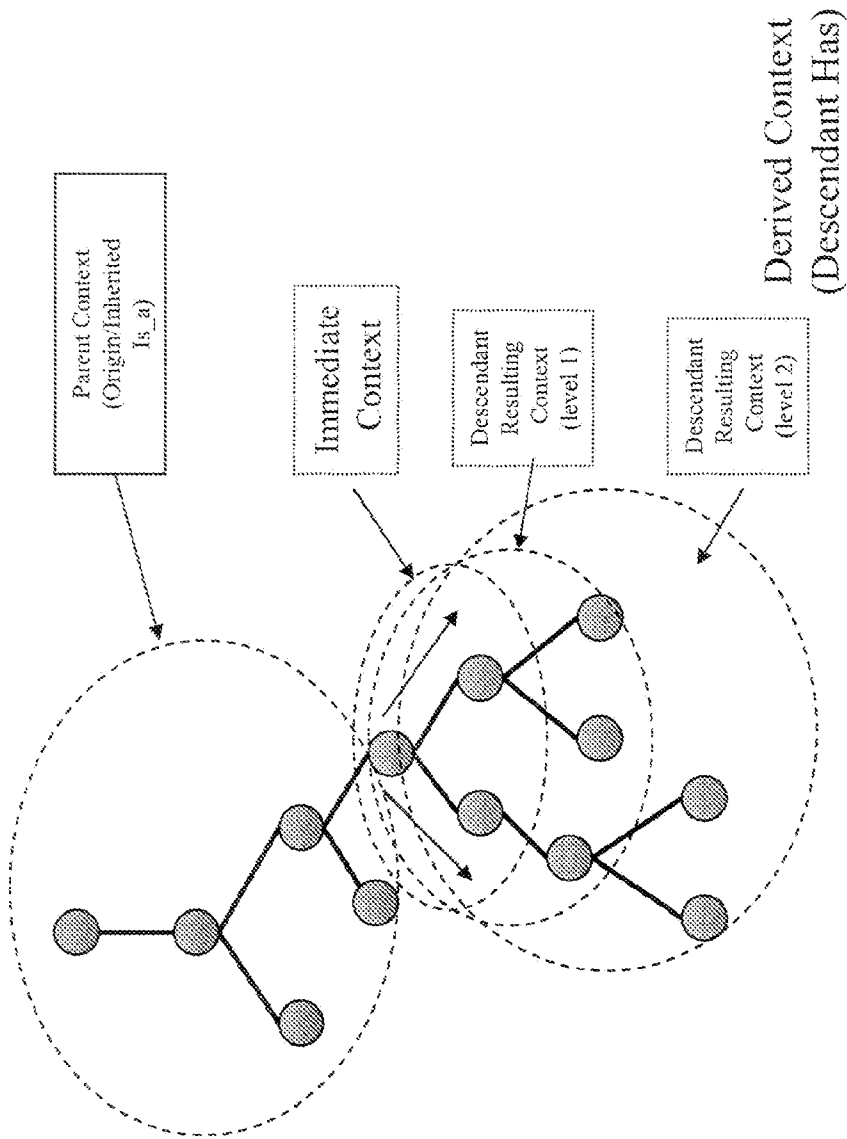 Parent Context
(Origin/Inherited
Is_a)
Immediate
Context
Descendant
Resulting
Context
(level 1)
Descendant
Resulting
Context
(level 2)
Derived Context
(Descendant Has)